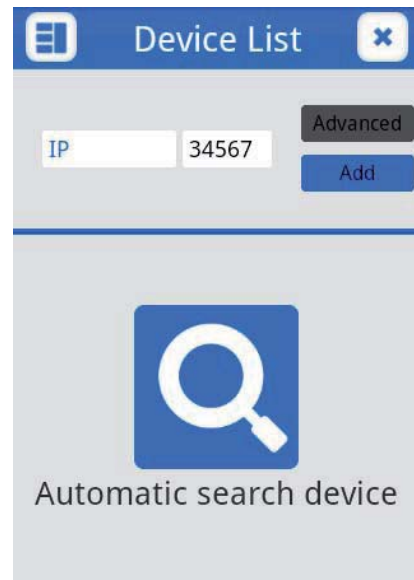 Device List
Advanced
IP 34567
Add
Automatic search device